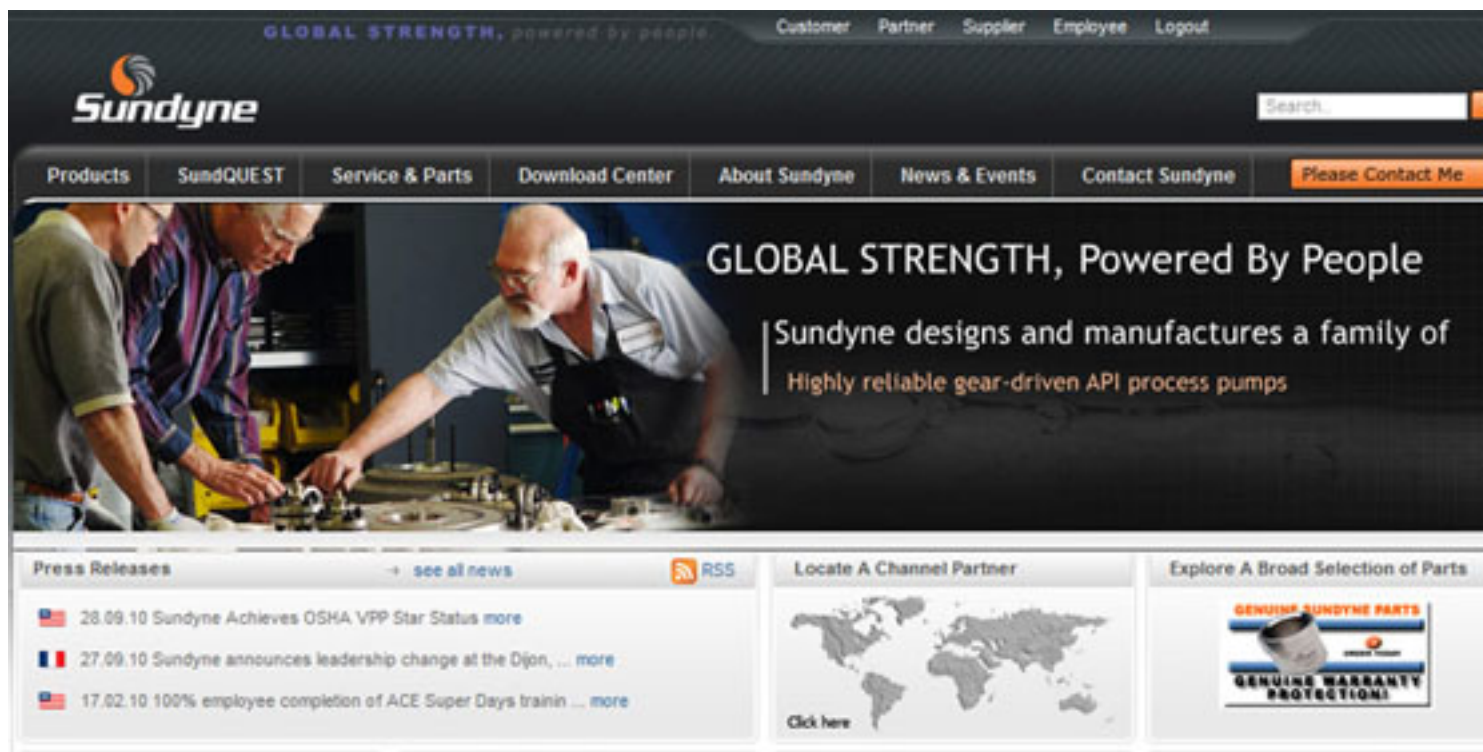 GLOBAL STRENGTH, powered by people.
Customer Partner Supplier Employee Logout
Sundyne
Search..
Products SundQUEST Service & Parts Download Center About Sundyne News & Events Contact Sundyne Please Contact Me
GLOBAL STRENGTH, Powered By People
Sundyne designs and manufactures a family of
Highly reliable gear-driven API process pumps
Press Releases → see all news RSS
28.09.10 Sundyne Achieves OSHA VPP Star Status more
27.09.10 Sundyne announces leadership change at the Dijon, ... more
17.02.10 100% employee completion of ACE Super Days trainin ... more
Locate A Channel Partner
Click here
Explore A Broad Selection of Parts
GENUINE SUNDYNE PARTS
ORDER TODAY
GENUINE WARRANTY
PROTECTION!